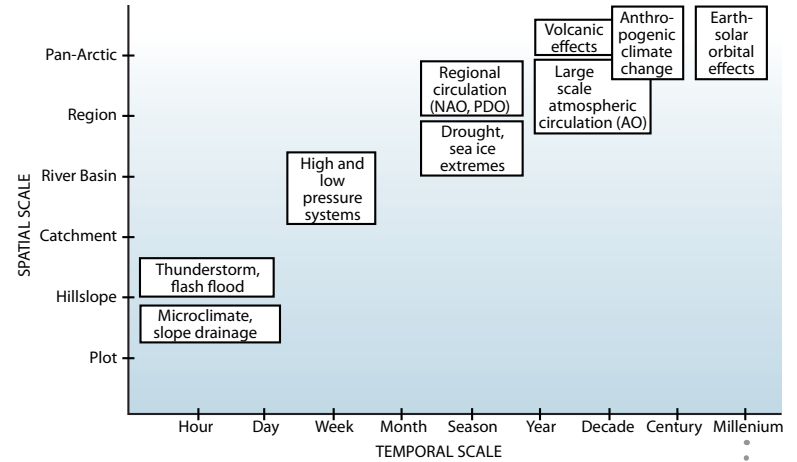 Pan-Arctic
Region
River Basin
Catchment
Hillslope
Plot
SPATIAL SCALE
Volcanic
effects
Anthro-
pogenic
climate
change
Earth-
solar
orbital
effects
Regional
circulation
(NAO, PDO)
Large
scale
atmospheric
circulation (AO)
Drought,
sea ice
extremes
High and
low
pressure
systems
Thunderstorm,
flash flood
Microclimate,
slope drainage
Hour
Day
Week
Month
Season
Year
Decade
Century
Millenium
TEMPORAL SCALE